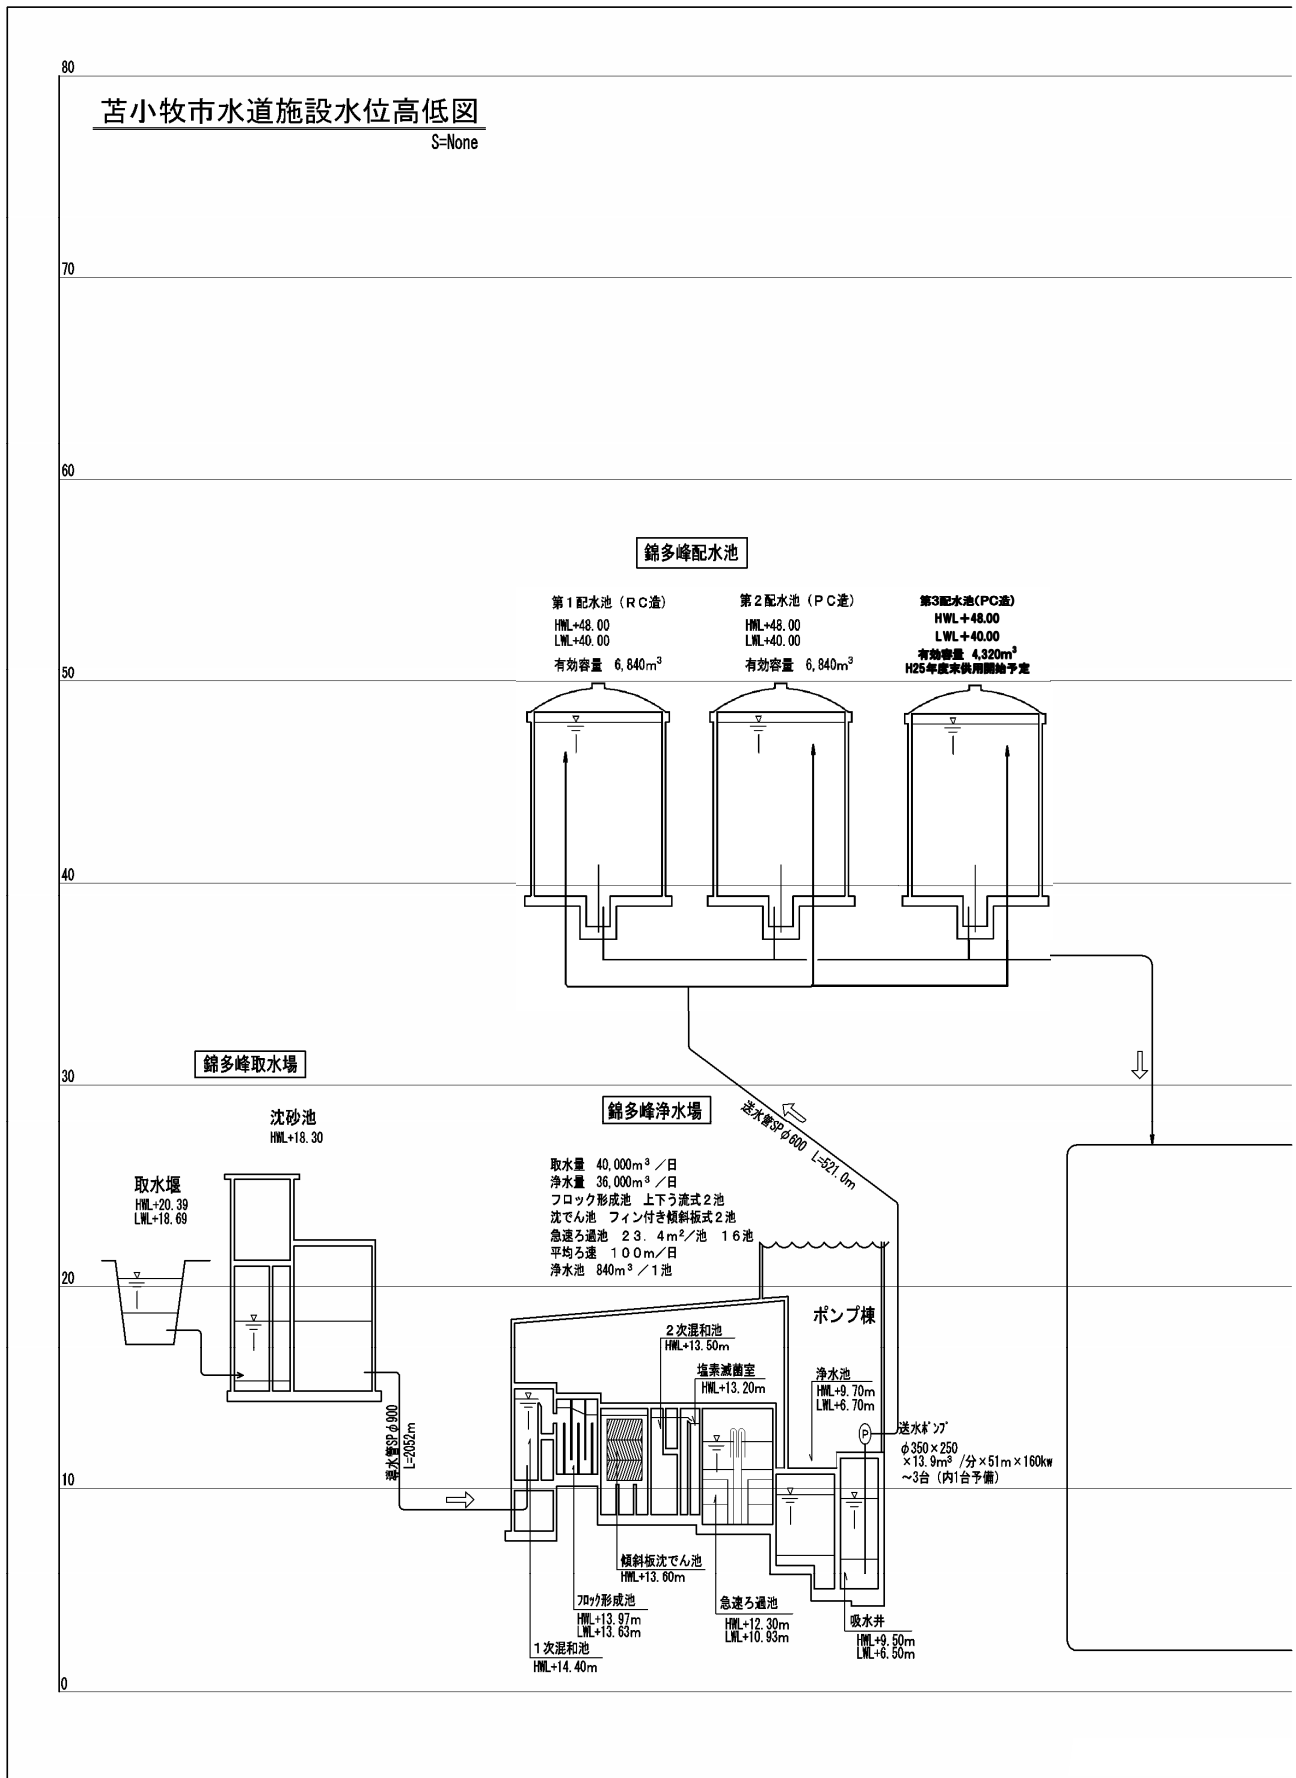 80
苫小牧市水道施設水位高低図
S=None
70
60
錦多峰配水池
第1配水池(RC造)
HWL+48.00
LWL+40.00
有効容量 6,840m³
第2配水池(PC造)
HWL+48.00
LWL+40.00
有効容量 6,840m³
第3配水池(PC造)
HWL+48.00
LWL+40.00
有効容量 4,320m³
H25年度末供用開始予定
50
40
錦多峰取水場
30
沈砂池
HWL+18.30
取水堰
HWL+20.39
LWL+18.69
錦多峰浄水場
送水管SPφ600 L=521.0m
取水量 40,000m³/日
浄水量 36,000m³/日
フロック形成池 上下う流式2池
沈でん池 フィン付き傾斜板式2池
急速ろ過池 23.4m²/池 16池
平均ろ速 100m/日
浄水池 840m³/1池
20
ポンプ棟
2次混和池
HWL+13.50m
塩素滅菌室
HWL+13.20m
浄水池
HWL+9.70m
LWL+6.70m
導水管SPφ900
L=2052m
P
送水ポンプ
φ350×250
×13.9m³/分×51m×160kw
~3台(内1台予備)
10
傾斜板沈でん池
HWL+13.60m
フロック形成池
HWL+13.97m
LWL+13.63m
急速ろ過池
HWL+12.30m
LWL+10.93m
吸水井
HWL+9.50m
LWL+6.50m
1次混和池
HWL+14.40m
0